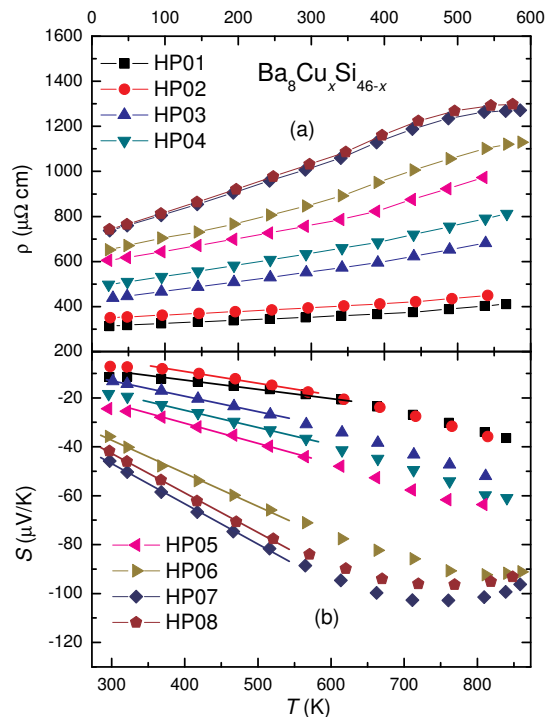 0 100 200 300 400 500 600
1600
1400
1200
1000
800
600
400
200
ρ (μΩ cm)
HP01
HP02
HP03
HP04
Ba8CuxSi46-x
(a)
-20
-40
-60
-80
-100
-120
S (μV/K)
HP05
HP06
HP07
HP08
(b)
300 400 500 600 700 800
T (K)